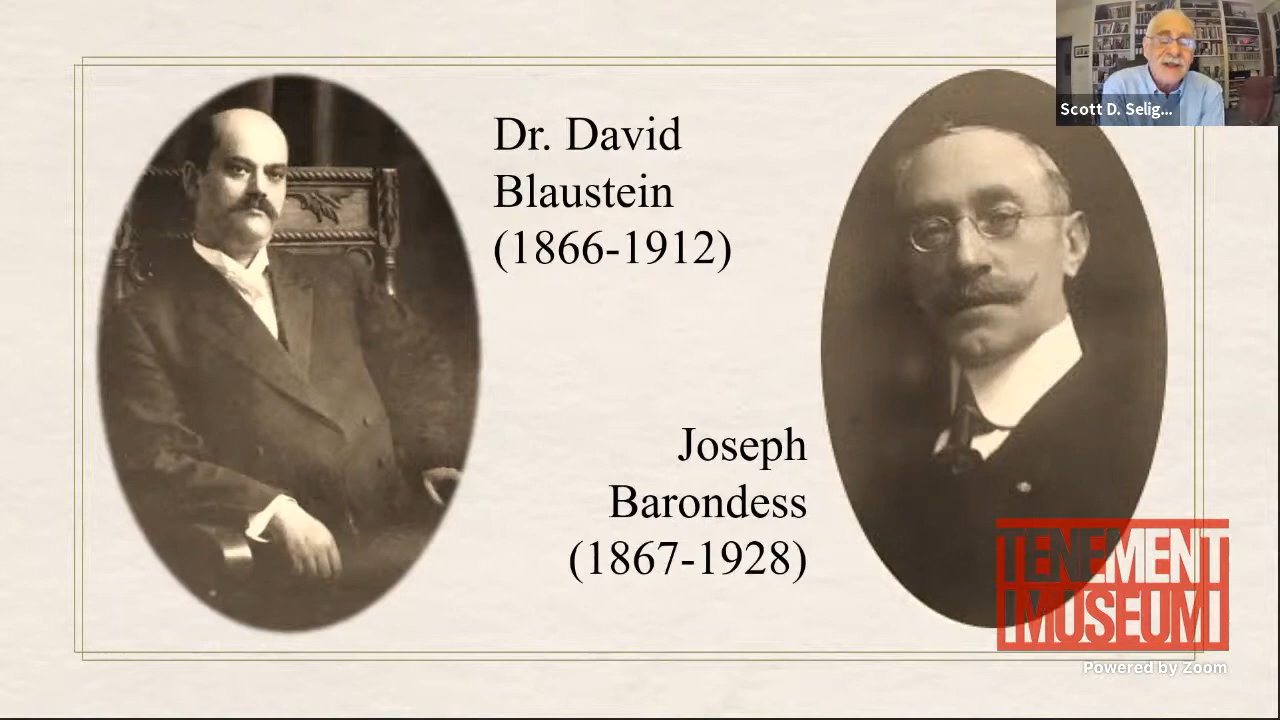 Dr. David
Blaustein
(1866-1912)
Joseph
Barondess
(1867-1928)
Scott D. Selig...
TENEMENT
MUSEUM
Powered by Zoom